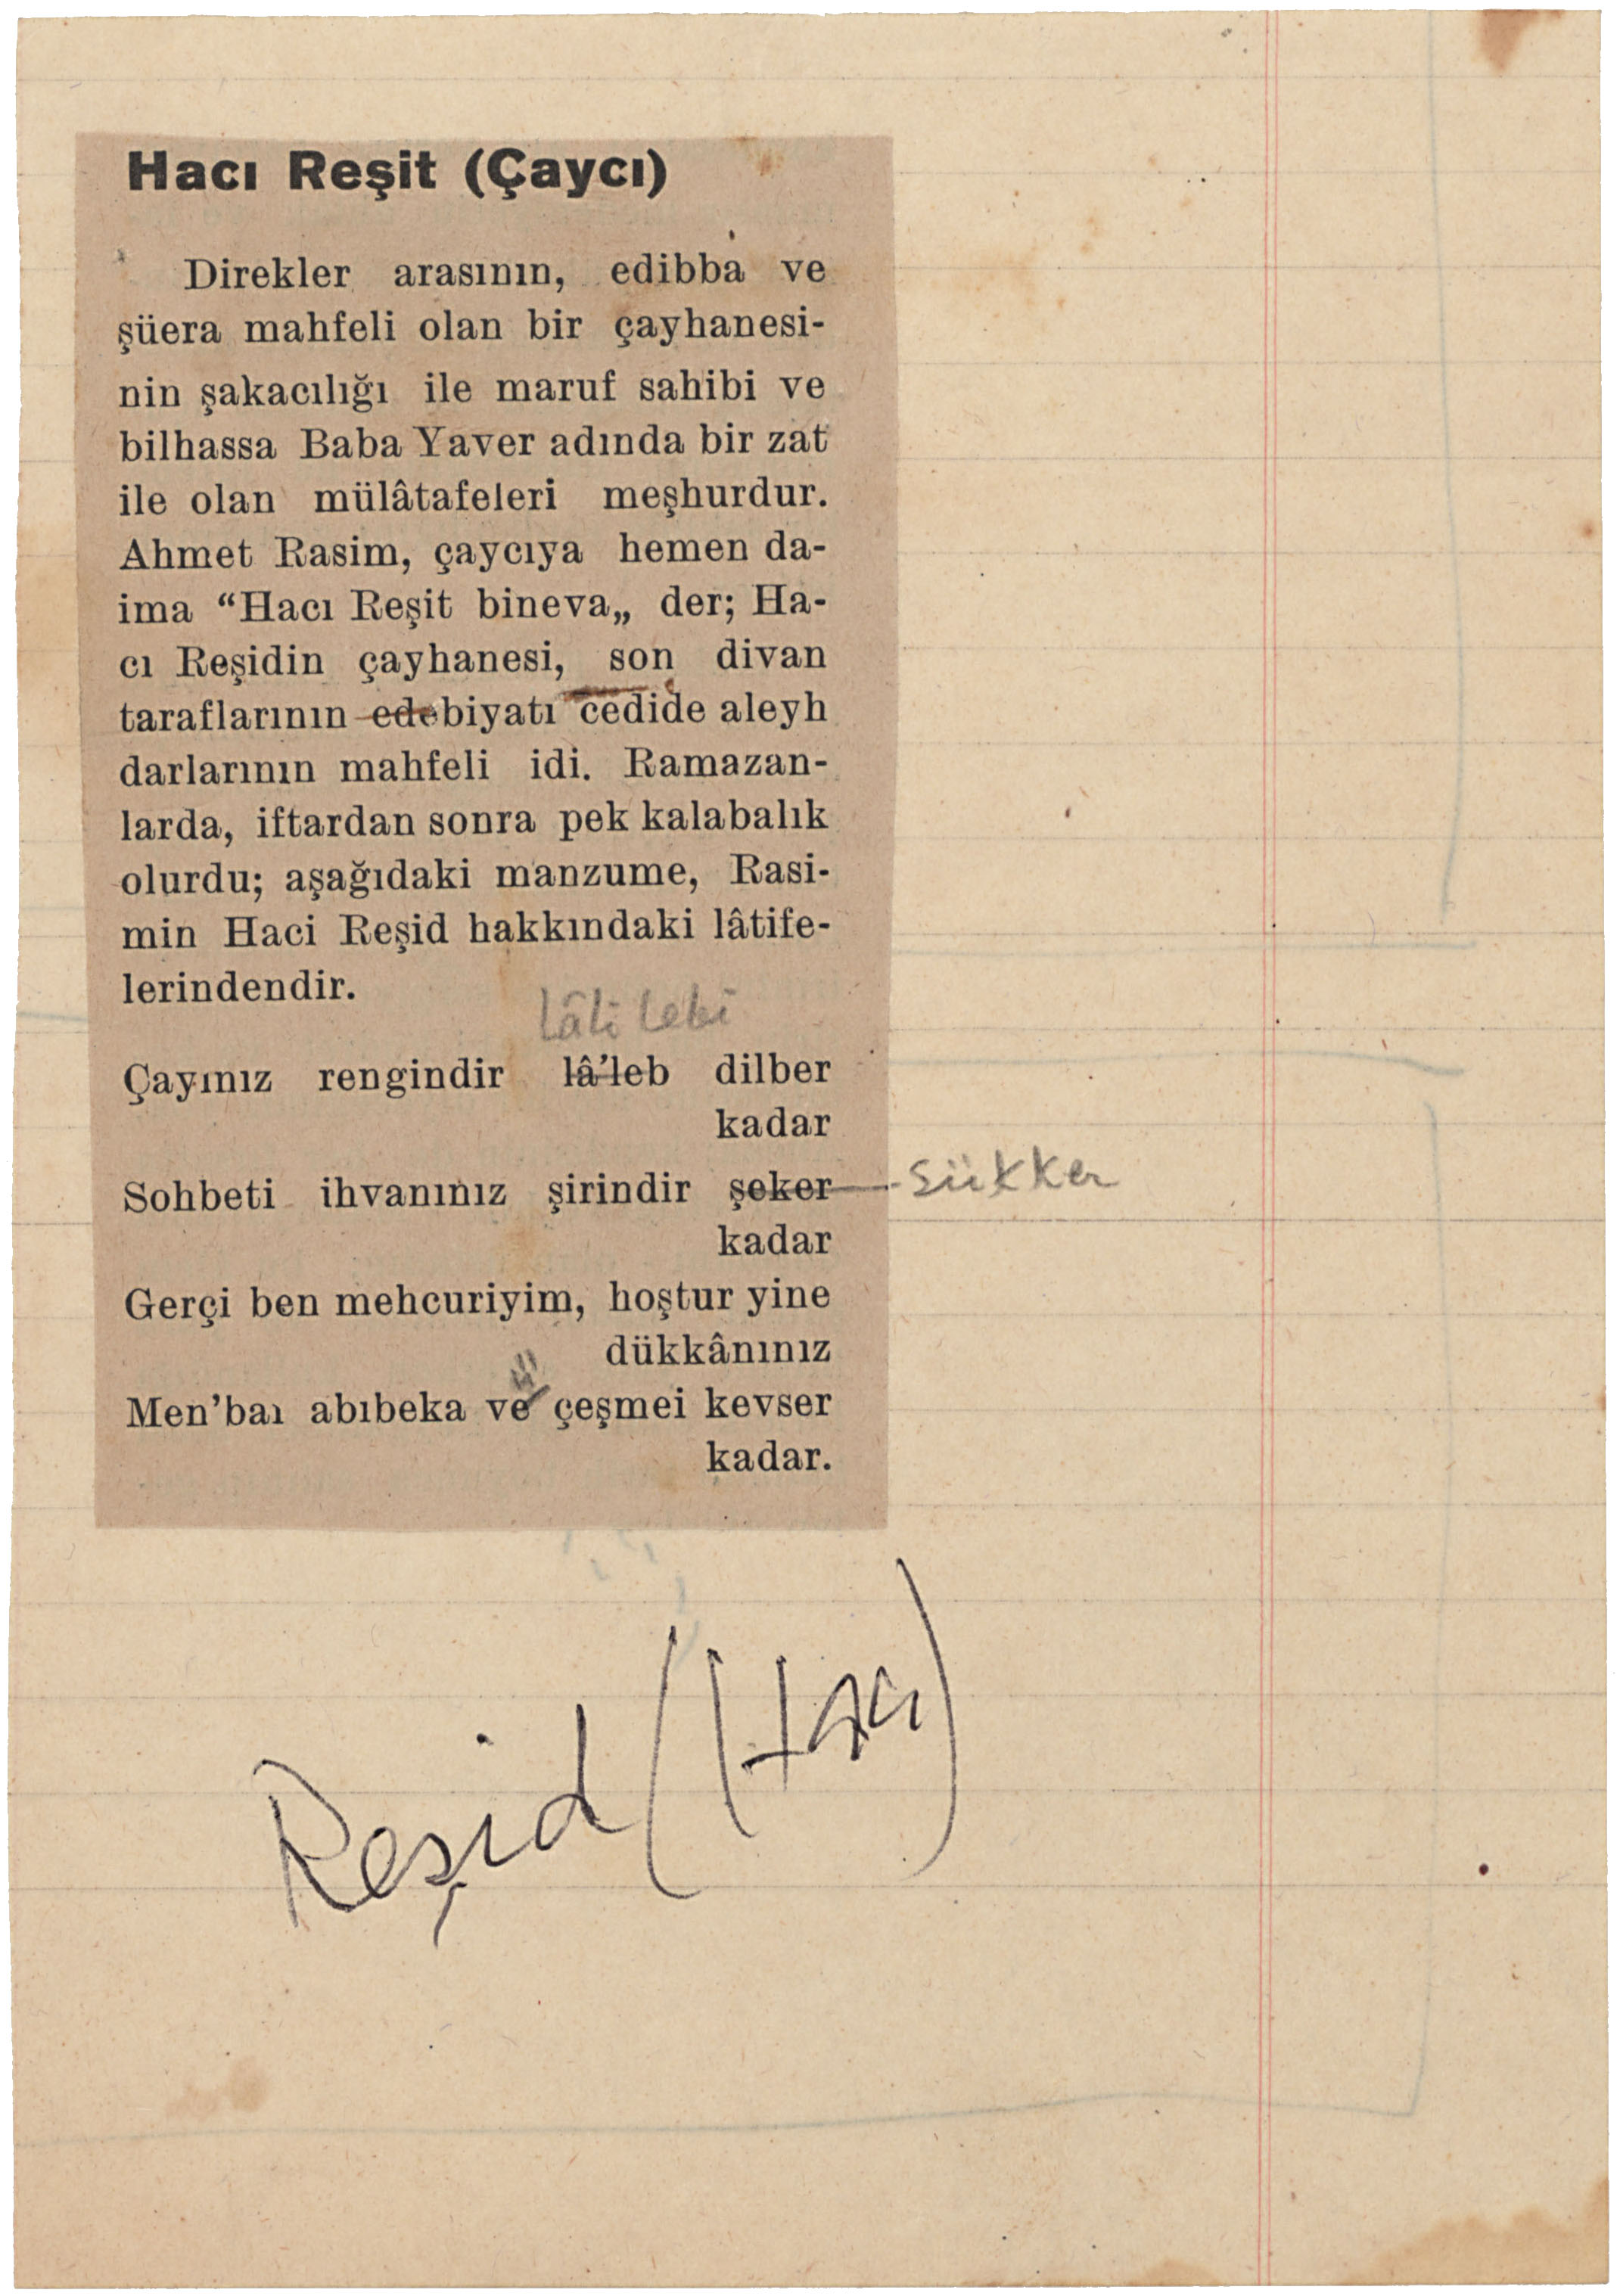 Hacı Reşit (Çaycı)
Direkler arasının, edibba ve
şüera mahfeli olan bir çayhanesi-
nin şakacılığı ile maruf sahibi ve
bilhassa Baba Yaver adında bir zat
ile olan mülâtafeleri meşhurdur.
Ahmet Rasim, çaycıya hemen da-
ima “Hacı Reşit bineva„ der; Ha-
cı Reşidin çayhanesi, son divan
taraflarının edebiyatı cedide aleyh
darlarının mahfeli idi. Ramazan-
larda, iftardan sonra pek kalabalık
olurdu; aşağıdaki manzume, Rasi-
min Haci Reşid hakkındaki lâtife-
lerindendir.
lâli lebi
Çayınız rengindir lâ’leb dilber
kadar
Sohbeti ihvanınız şirindir şeker sükker
kadar
Gerçi ben mehcuriyim, hoştur yine
dükkânınız
Men’baı abıbeka ve çeşmei kevser
kadar.
Reşid (Hacı)